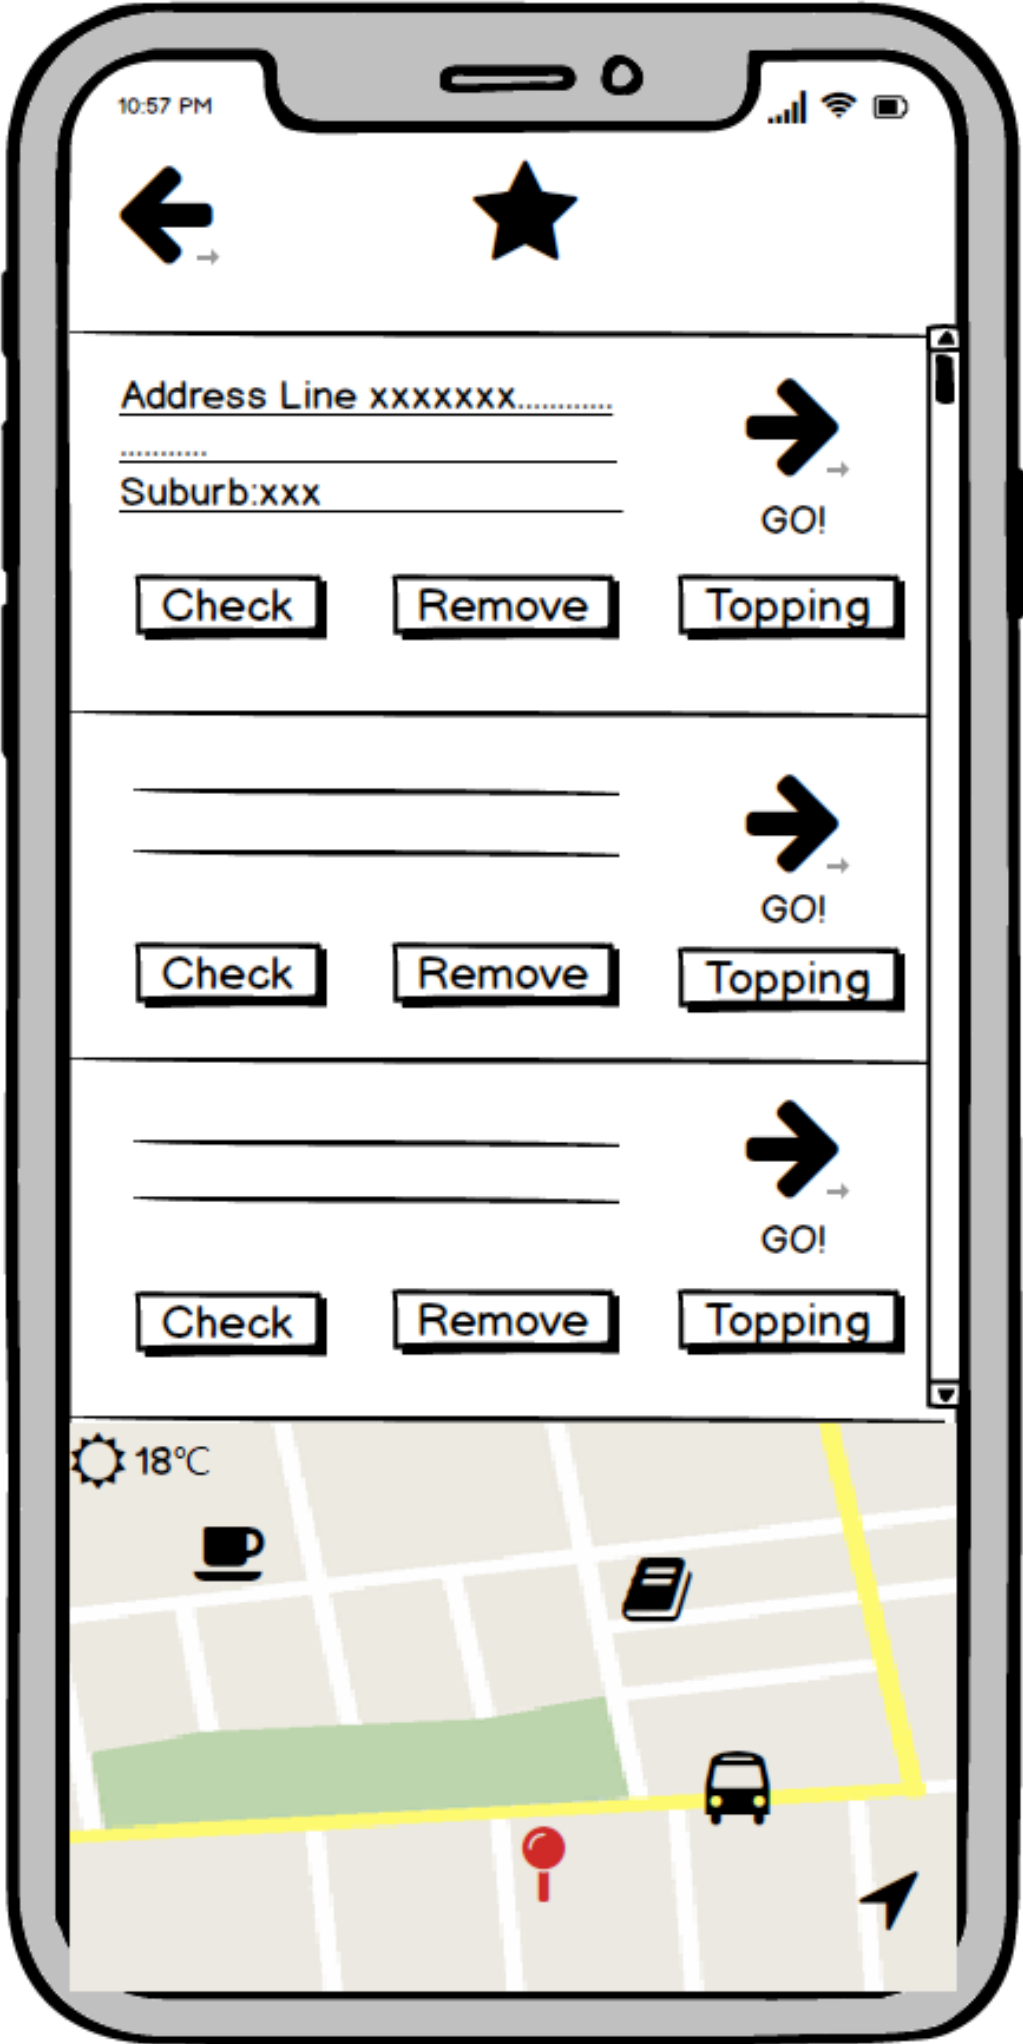 10:57 PM
Address Line xxxxxxx............
...........
Suburb:xxx
GO!
Check Remove Topping
GO!
Check Remove Topping
GO!
Check Remove Topping
18°C